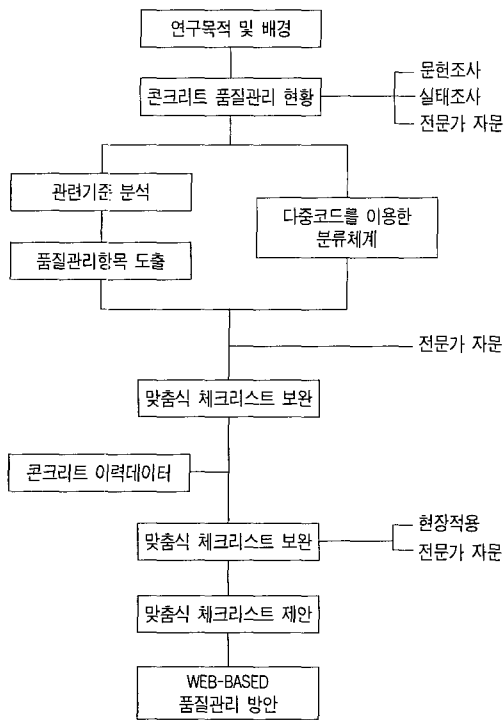 연구목적 및 배경
콘크리트 품질관리 현황
문헌조사
실태조사
전문가 자문
관련기준 분석
품질관리항목 도출
다중코드를 이용한
분류체계
전문가 자문
맞춤식 체크리스트 보완
콘크리트 이력데이터
맞춤식 체크리스트 보완
현장적용
전문가 자문
맞춤식 체크리스트 제안
WEB-BASED
품질관리 방안